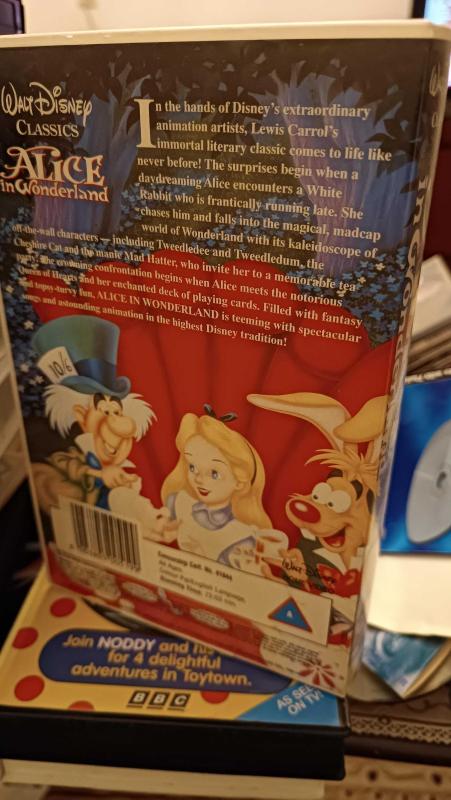 WALT DISNEY
CLASSICS
ALICE
in Wonderland
In the hands of Disney's extraordinary
animation artists, Lewis Carrol's
immortal literary classic comes to life like
never before! The surprises begin when a
daydreaming Alice encounters a White
Rabbit who is frantically running late. She
chases him and falls into the magical, madcap
world of Wonderland with its kaleidoscope of
off-the-wall characters — including Tweedledee and Tweedledum, the
Cheshire Cat and the manic Mad Hatter, who invite her to a memorable tea
party. The crowning confrontation begins when Alice meets the notorious
Queen of Hearts and her enchanted deck of playing cards. Filled with fantasy
and topsy-turvy fun, ALICE IN WONDERLAND is teeming with spectacular
songs and astounding animation in the highest Disney tradition!
10/6
All Ages
Language.
Running Time:
Walt Disney
Join NODDY and
for 4 delightful
adventures in Toytown.
BBC
AS SEEN
ON TV!